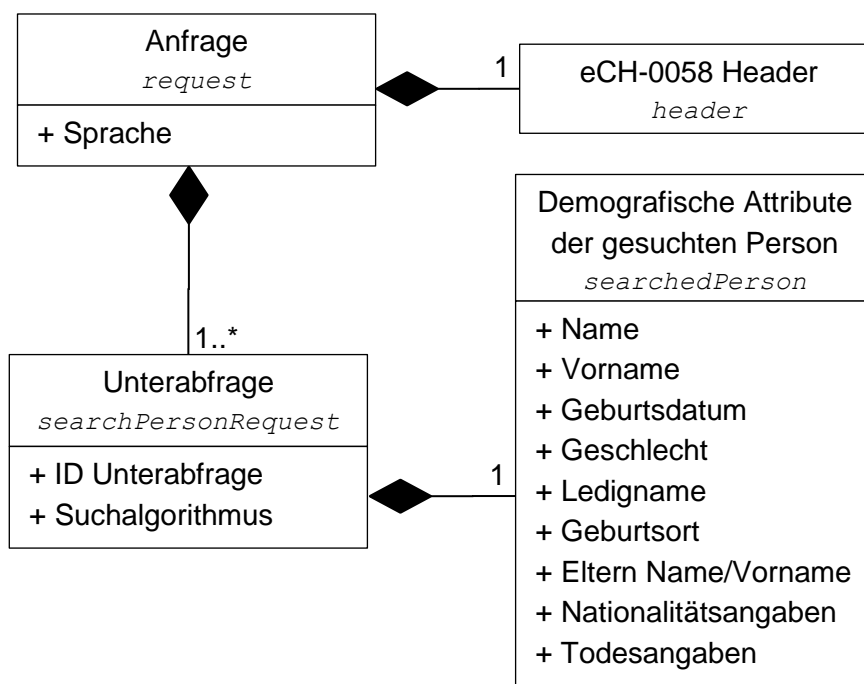 Anfrage
request
+ Sprache
1
eCH-0058 Header
header
1..*
Unterabfrage
searchPersonRequest
+ ID Unterabfrage
+ Suchalgorithmus
1
Demografische Attribute
der gesuchten Person
searchedPerson
+ Name
+ Vorname
+ Geburtsdatum
+ Geschlecht
+ Ledigname
+ Geburtsort
+ Eltern Name/Vorname
+ Nationalitätsangaben
+ Todesangaben